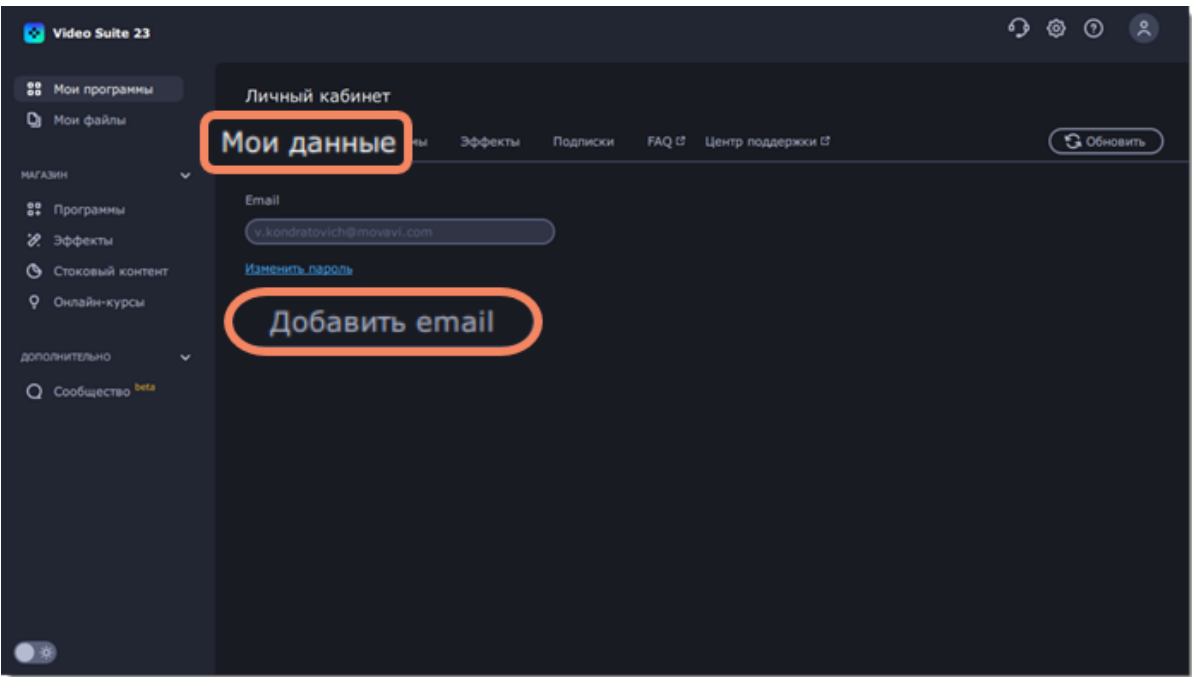 Video Suite 23
Мои программы
Мои файлы
МАГАЗИН
Программы
Эффекты
Стоковый контент
Онлайн-курсы
ДОПОЛНИТЕЛЬНО
Сообщество beta
Личный кабинет
Мои данные Эффекты Подписки FAQ Центр поддержки Обновить
Email
v.kondratovich@movavi.com
Изменить пароль
Добавить email